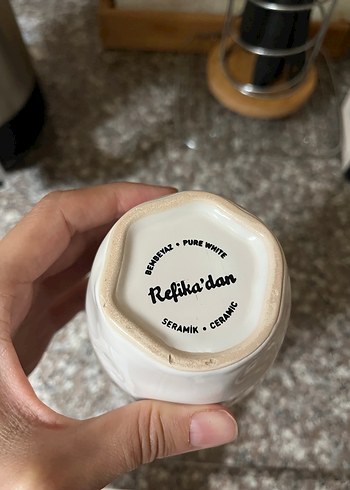 BEMBEYAZ • PURE WHITE
Refika'dan
SERAMİK • CERAMIC